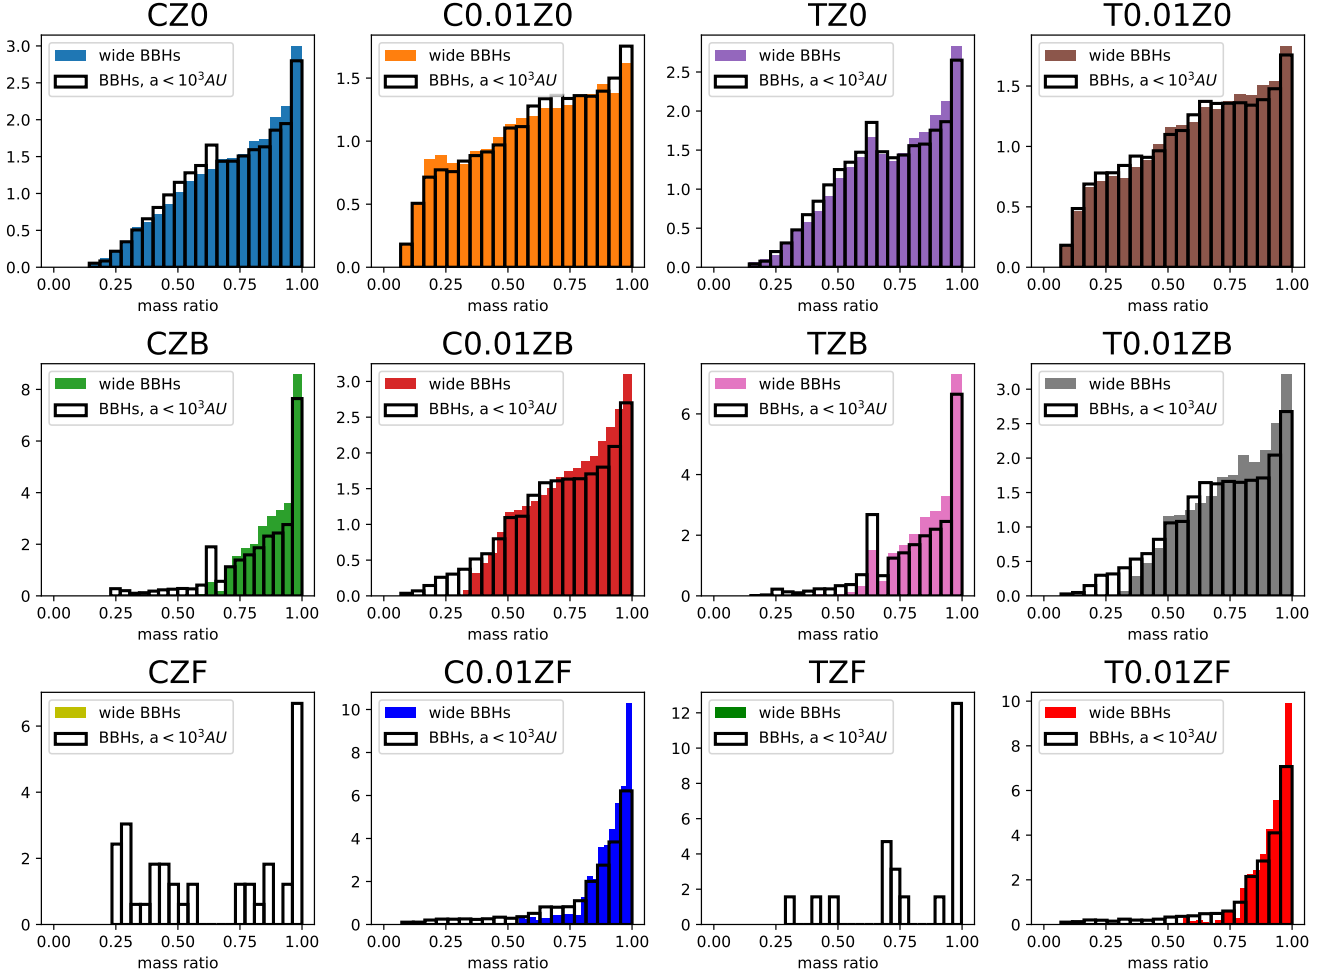 CZ0
C0.01Z0
TZ0
T0.01Z0
wide BBHs
BBHs, a < 10³AU
3.0
2.5
2.0
1.5
1.0
0.5
0.0
0.00 0.25 0.50 0.75 1.00
mass ratio
wide BBHs
BBHs, a < 10³AU
1.5
1.0
0.5
0.0
0.00 0.25 0.50 0.75 1.00
mass ratio
wide BBHs
BBHs, a < 10³AU
2.5
2.0
1.5
1.0
0.5
0.0
0.00 0.25 0.50 0.75 1.00
mass ratio
wide BBHs
BBHs, a < 10³AU
1.5
1.0
0.5
0.0
0.00 0.25 0.50 0.75 1.00
mass ratio
CZB
C0.01ZB
TZB
T0.01ZB
wide BBHs
BBHs, a < 10³AU
8
6
4
2
0
0.00 0.25 0.50 0.75 1.00
mass ratio
wide BBHs
BBHs, a < 10³AU
3.0
2.5
2.0
1.5
1.0
0.5
0.0
0.00 0.25 0.50 0.75 1.00
mass ratio
wide BBHs
BBHs, a < 10³AU
6
4
2
0
0.00 0.25 0.50 0.75 1.00
mass ratio
wide BBHs
BBHs, a < 10³AU
3.0
2.5
2.0
1.5
1.0
0.5
0.0
0.00 0.25 0.50 0.75 1.00
mass ratio
CZF
C0.01ZF
TZF
T0.01ZF
wide BBHs
BBHs, a < 10³AU
6
4
2
0
0.00 0.25 0.50 0.75 1.00
mass ratio
wide BBHs
BBHs, a < 10³AU
10
8
6
4
2
0
0.00 0.25 0.50 0.75 1.00
mass ratio
wide BBHs
BBHs, a < 10³AU
12
10
8
6
4
2
0
0.00 0.25 0.50 0.75 1.00
mass ratio
wide BBHs
BBHs, a < 10³AU
10
8
6
4
2
0
0.00 0.25 0.50 0.75 1.00
mass ratio